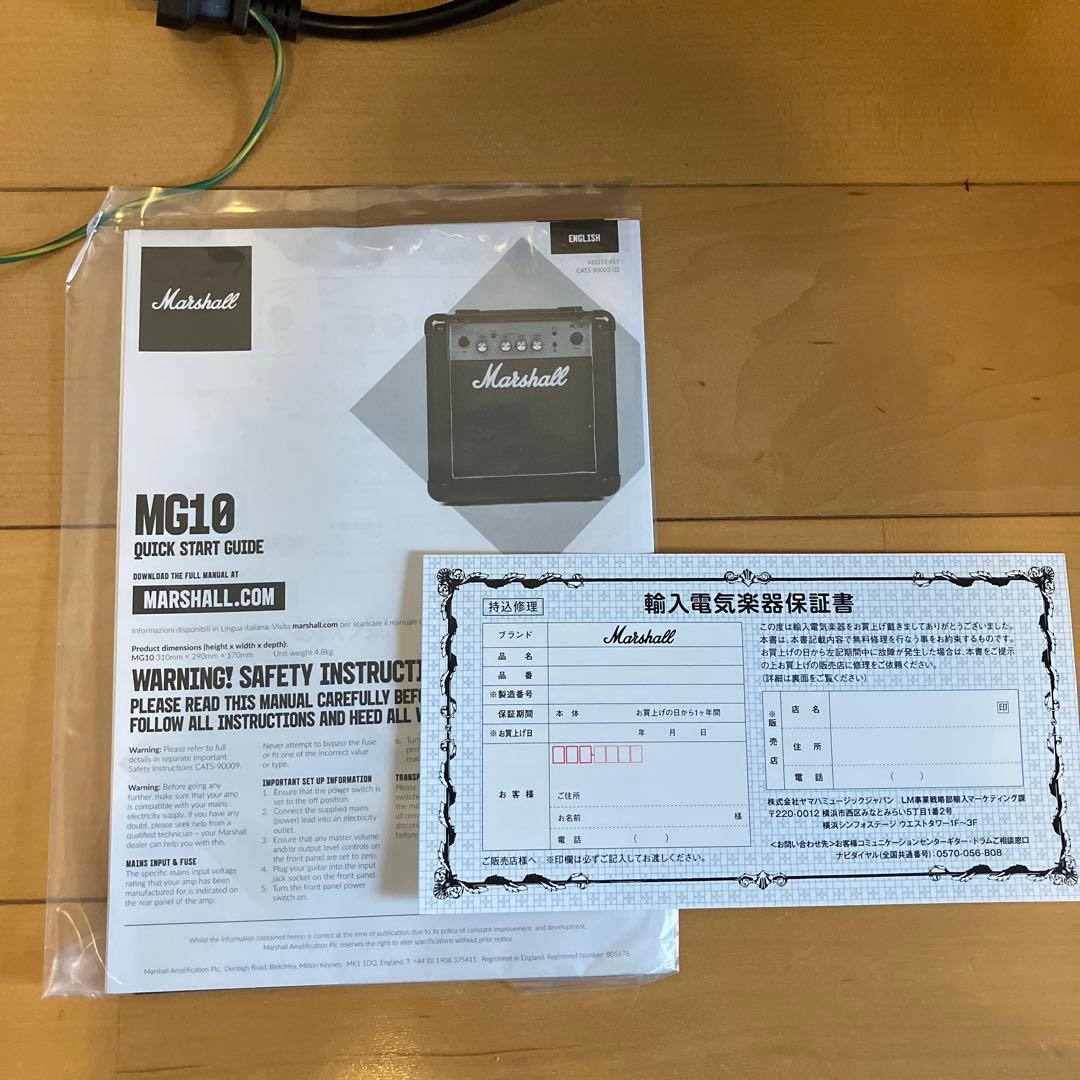 Marshall
ENGLISH
M3311.417
CATS-90023-02
Marshall
MG10
QUICK START GUIDE
DOWNLOAD THE FULL MANUAL AT
MARSHALL.COM
Informazioni disponibili in Lingua italiana. Visita marshall.com per scaricare il manuale
Product dimensions (height x width x depth):
MG10 310mm × 290mm × 170mm Unit weight 4.8kg
WARNING! SAFETY INSTRUCTI
PLEASE READ THIS MANUAL CAREFULLY BEF
FOLLOW ALL INSTRUCTIONS AND HEED ALL
Warning: Please refer to full
details in separate Important
Safety Instructions CATS-90009.
Warning: Before going any
further, make sure that your amp
is compatible with your mains
electricity supply. If you have any
doubt, please seek help from a
qualified technician – your Marshall
dealer can help you with this.
MAINS INPUT & FUSE
The specific mains input voltage
rating that your amp has been
manufactured for is indicated on
the rear panel of the amp.
Never attempt to bypass the fuse
or fit one of the incorrect value
or type.
IMPORTANT SET UP INFORMATION
1. Ensure that the power switch is
set to the off position.
2. Connect the supplied mains
(power) lead into an electricity
outlet.
3. Ensure that any master volume
and/or output level controls on
the front panel are set to zero.
4. Plug your guitar into the input
jack socket on the front panel.
5. Turn the front panel power
switch on.
6. Turn
pref
read
TRANSP
Please
switche
all rem
discon
before
Whilst the information contained herein is correct at the time of publication, due to its policy of constant improvement and development,
Marshall Amplification Plc reserves the right to alter specifications without prior notice.
Marshall Amplification Plc, Denbigh Road, Bletchley, Milton Keynes, MK1 1DQ, England. T: +44 (0) 1908 375411. Registered in England, Registered Number: 805676.
持込修理
輸入電気楽器保証書
ブランド Marshall
品名
品番
※製造番号
保証期間 本体 お買上げの日から1ヶ年間
※お買上げ日 年 月 日
お客様
ご住所
お名前 様
電話 ( )
ご販売店様へ ※印欄は必ずご記入してお渡しください。
この度は輸入電気楽器をお買上げ戴きましてありがとうございました。
本書は、本書記載内容で無料修理を行なう事をお約束するものです。
お買上げの日から左記期間中に故障が発生した場合は、本書をご提示
の上お買上げの販売店に修理をご依頼ください。
(詳細は裏面をご覧ください)
※販売店
店名 印
住所
電話 ( )
株式会社ヤマハミュージックジャパン LM事業戦略部輸入マーケティング課
〒220-0012 横浜市西区みなとみらい5丁目1番2号
横浜シンフォステージ ウエストタワー1F~3F
<お問い合わせ先>お客様コミュニケーションセンターギター・ドラムご相談窓口
ナビダイヤル(全国共通番号):0570-056-808